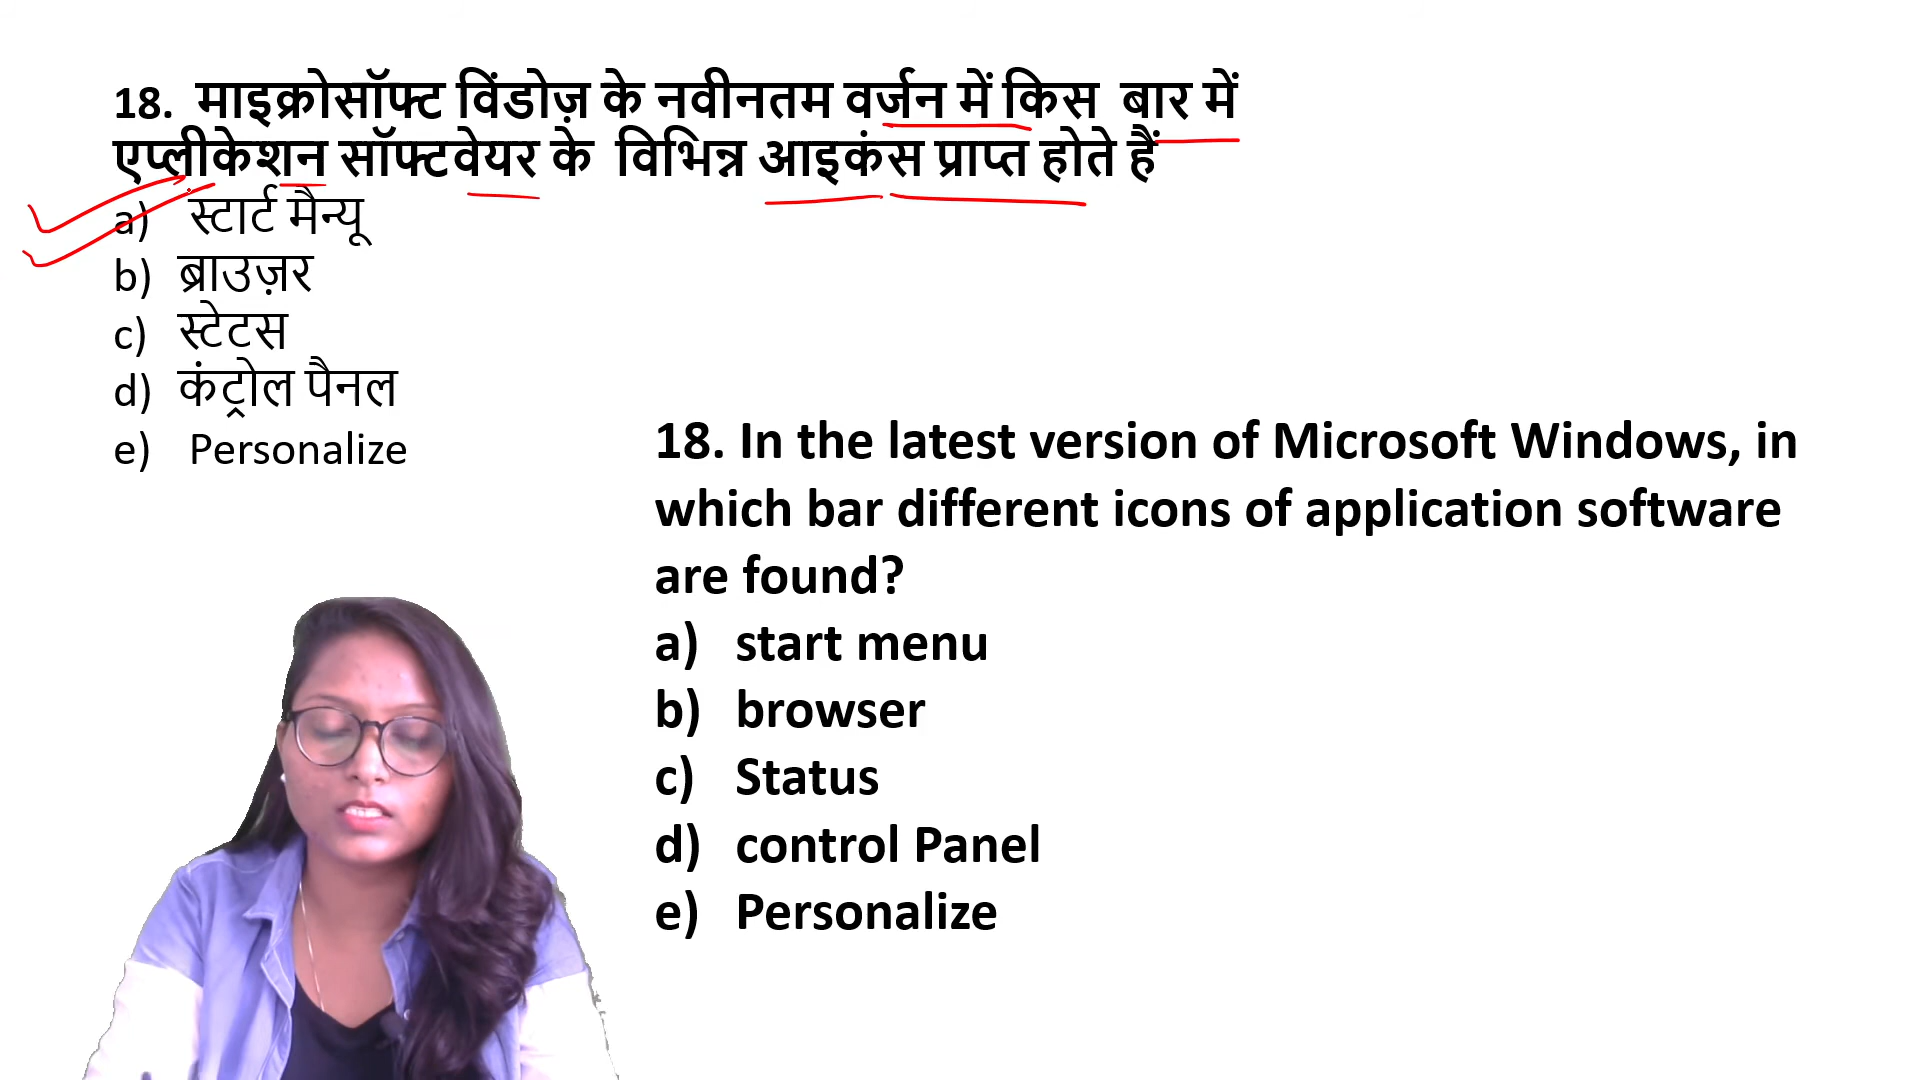 18. माइक्रोसॉफ्ट विंडोज़ के नवीनतम वर्जन में किस बार में
एप्लीकेशन सॉफ्टवेयर के विभिन्न आइकंस प्राप्त होते हैं
a) स्टार्ट मैन्यू
b) ब्राउज़र
c) स्टेटस
d) कंट्रोल पैनल
e) Personalize
18. In the latest version of Microsoft Windows, in
which bar different icons of application software
are found?
a) start menu
b) browser
c) Status
d) control Panel
e) Personalize